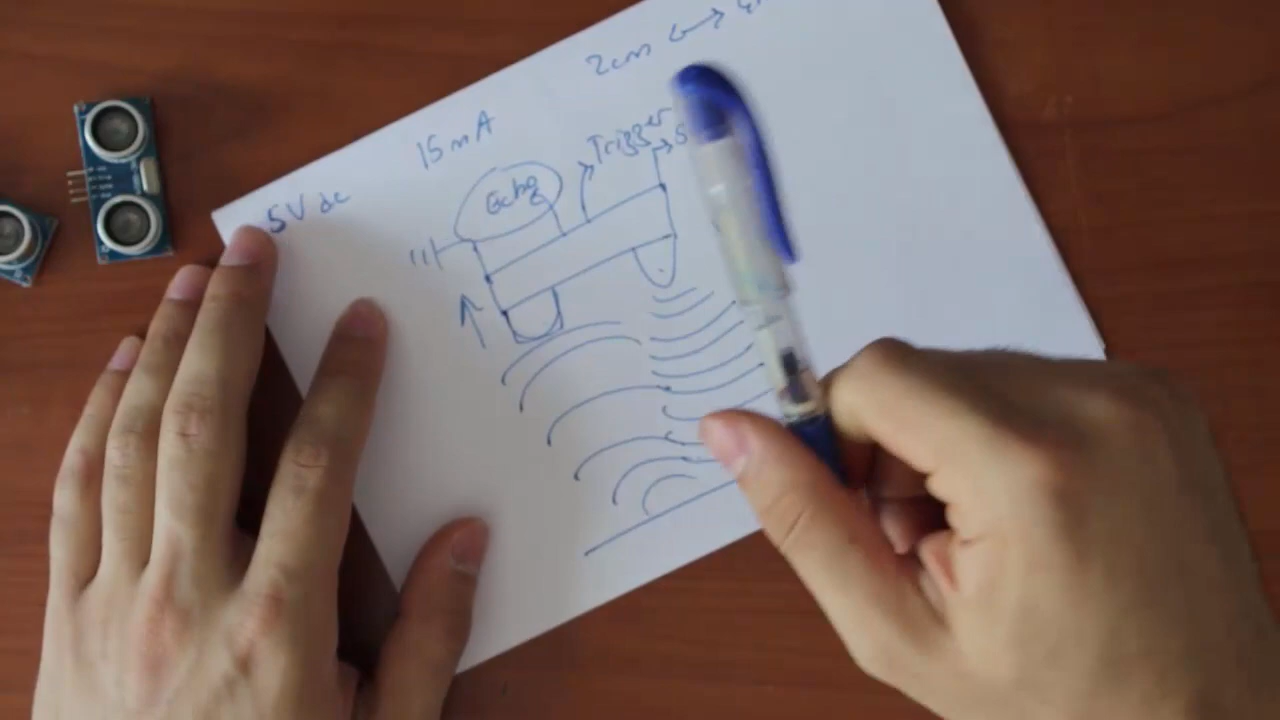 2cm ↔
15mA
Trigger
Echo
5V dc